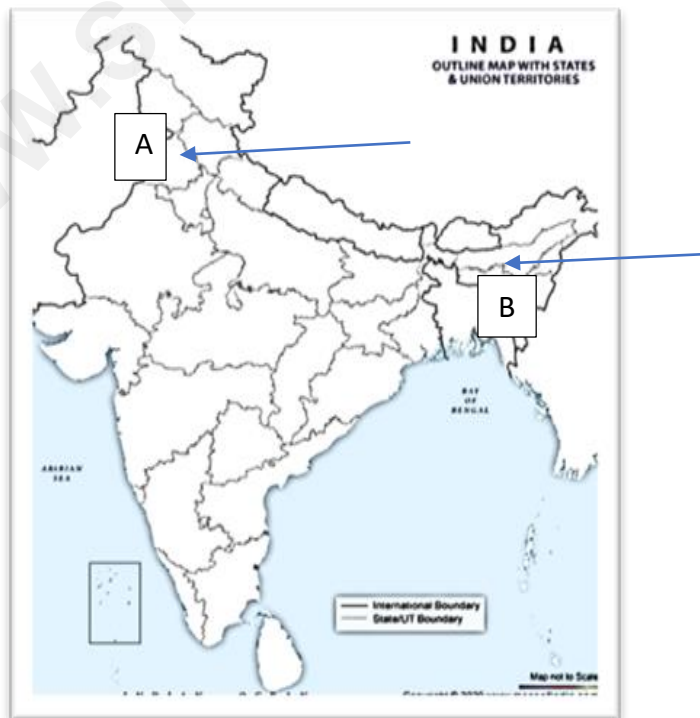 INDIA
OUTLINE MAP WITH STATES
& UNION TERRITORIES
A
B
BAY
OF
BENGAL
ARABIAN
SEA
International Boundary
State/UT Boundary
Map not to Scale